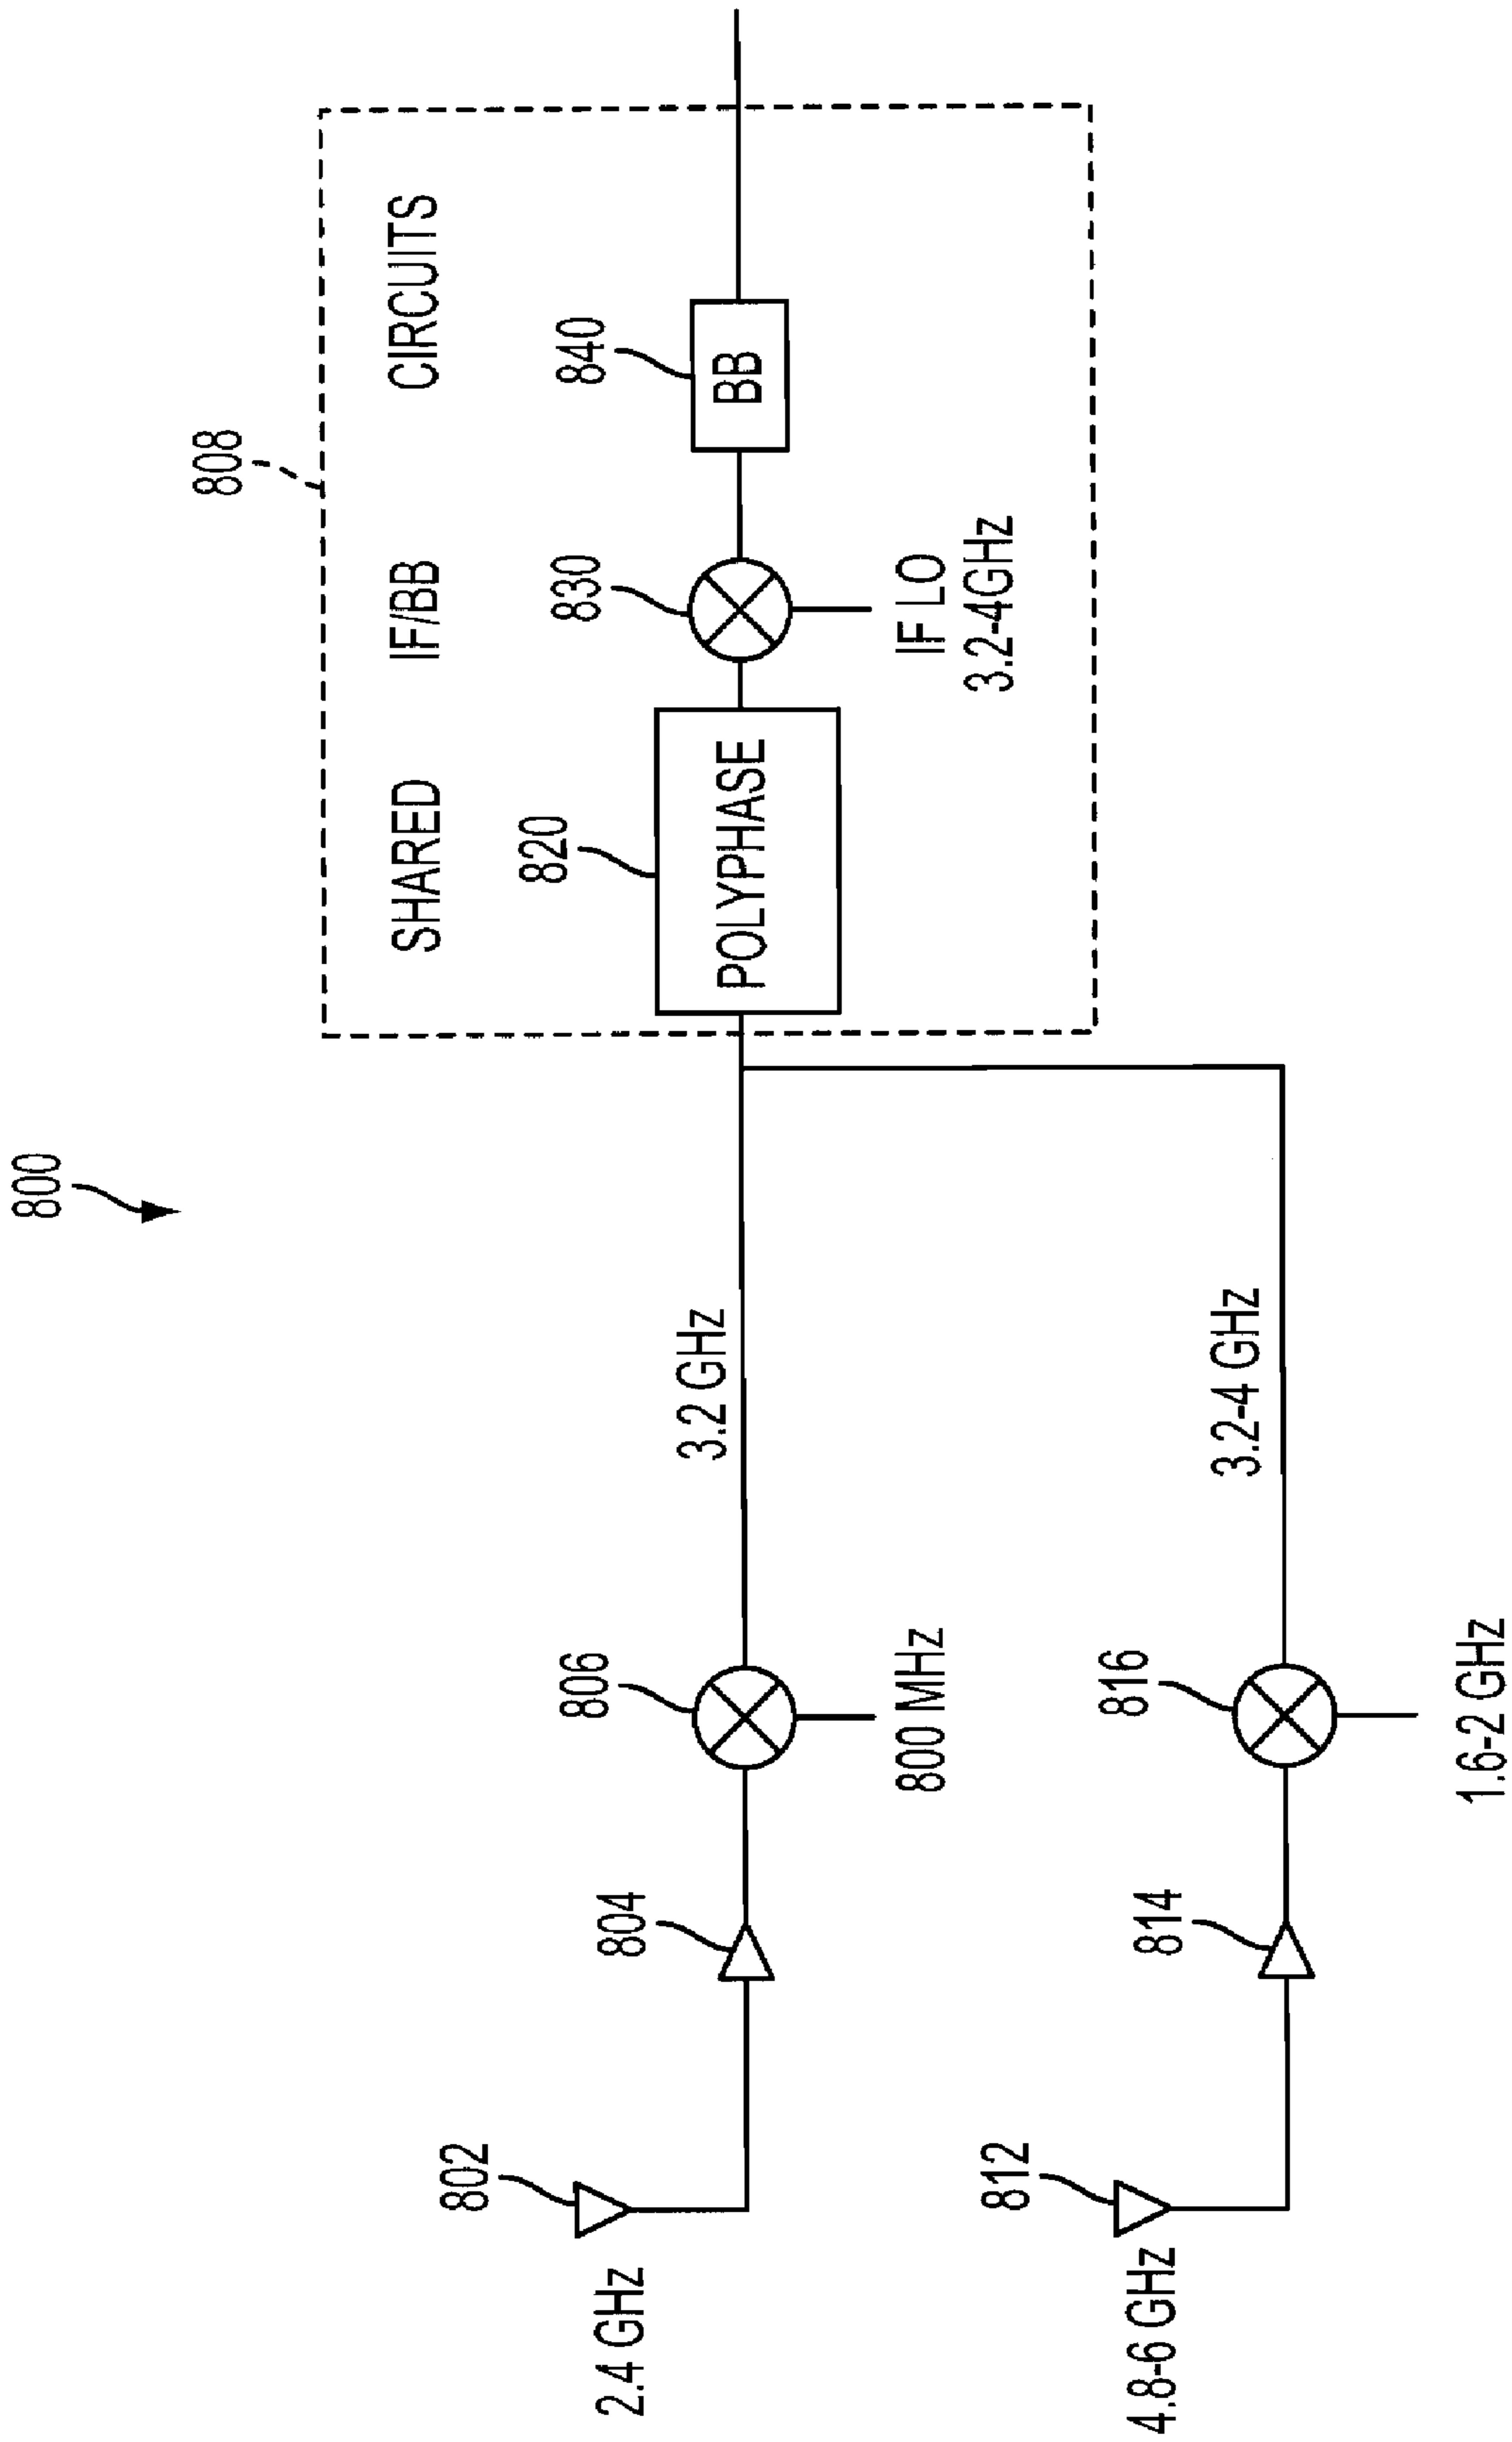 800
808
SHARED IF/BB CIRCUITS
820
830
840
POLYPHASE
BB
IF LO
3.2-4GHz
802
2.4 GHz
804
806
800 MHz
3.2 GHz
812
4.8-6 GHz
814
816
1.6-2 GHz
3.2-4 GHz